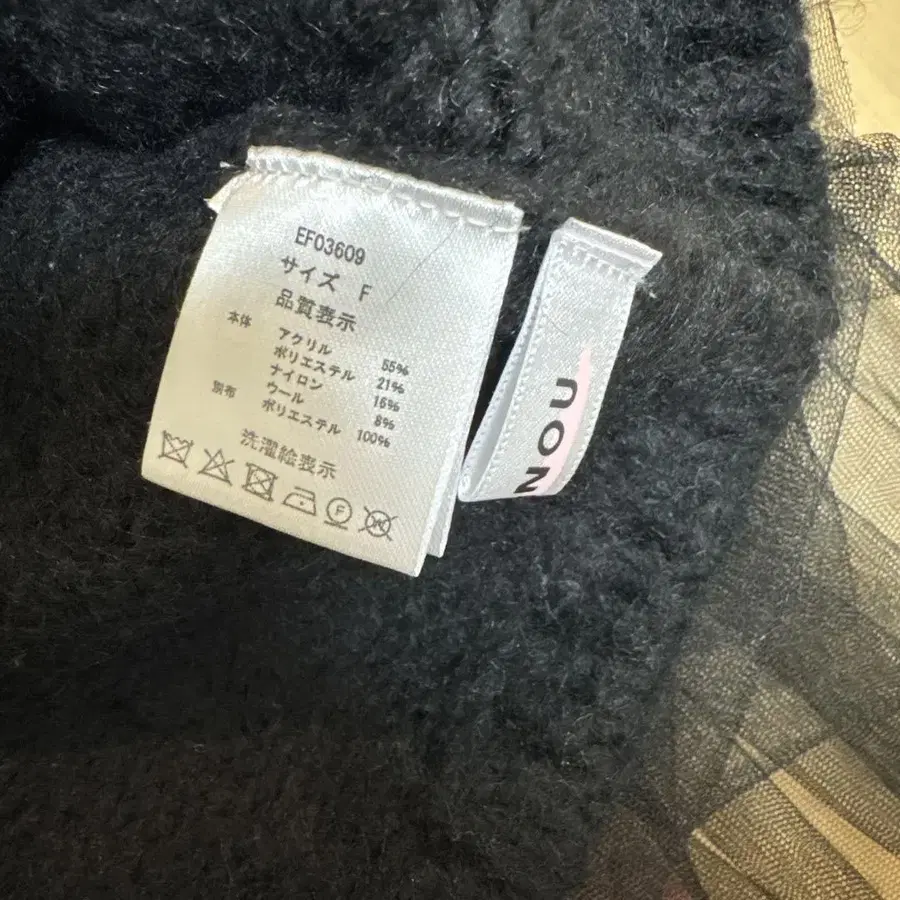 EF03609
サイズ F
品質表示
本体 アクリル 55%
ポリエステル 21%
ナイロン 16%
ウール 8%
別布 ポリエステル 100%
洗濯絵表示
F
W
NOU